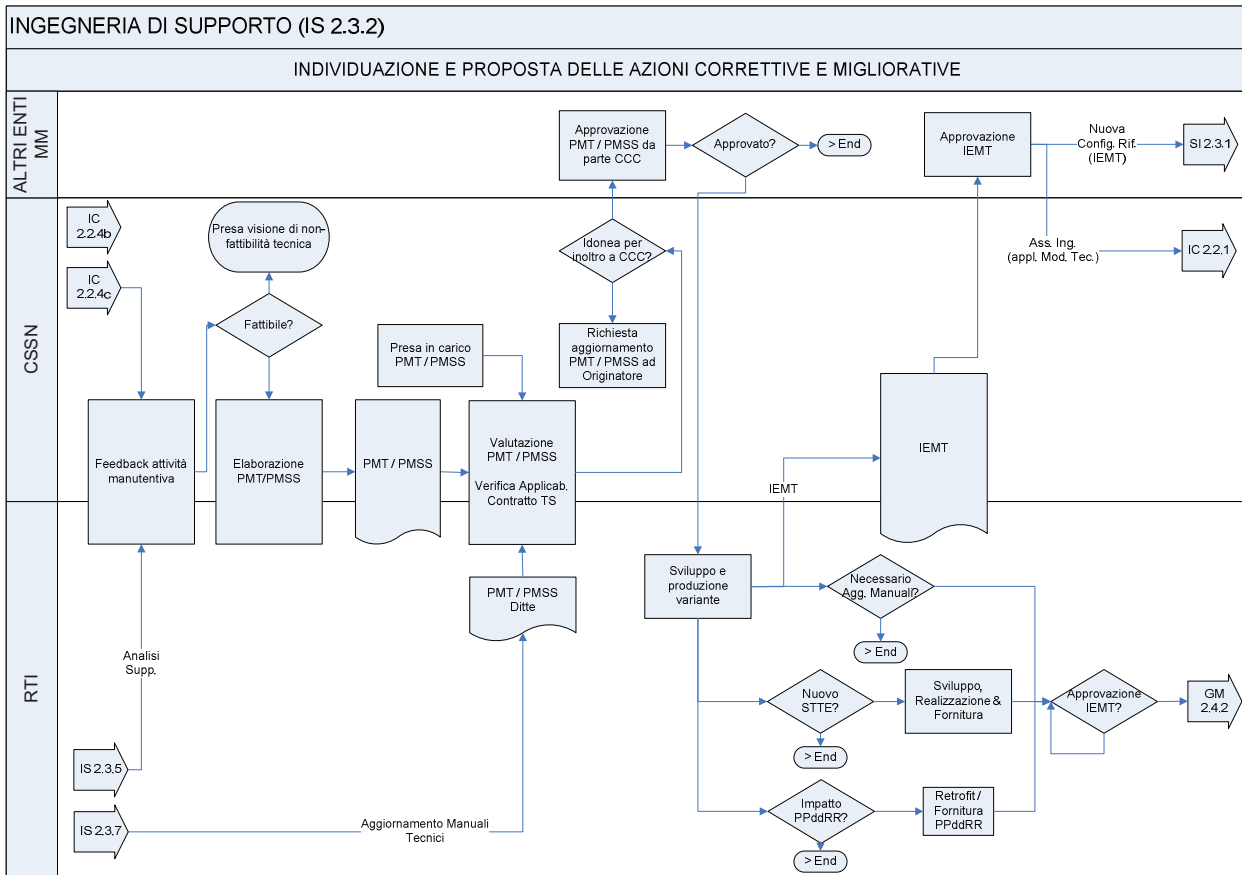 INGEGNERIA DI SUPPORTO (IS 2.3.2)
INDIVIDUAZIONE E PROPOSTA DELLE AZIONI CORRETTIVE E MIGLIORATIVE
ALTRI ENTI
MM
Approvazione
PMT / PMSS da
parte CCC
Approvato?
> End
Approvazione
IEMT
Nuova
Config. Rif.
(IEMT)
SI 2.3.1
CSSN
IC
2.2.4b
IC
2.2.4c
Presa visione di non-
fattibilità tecnica
Fattibile?
Idonea per
inoltro a CCC?
Ass. Ing.
(appl. Mod. Tec.)
IC 2.2.1
Presa in carico
PMT / PMSS
Richiesta
aggiornamento
PMT / PMSS ad
Originatore
Feedback attività
manutentiva
Elaborazione
PMT/PMSS
PMT / PMSS
Valutazione
PMT / PMSS
Verifica Applicab.
Contratto TS
IEMT
IEMT
RTI
PMT / PMSS
Ditte
Sviluppo e
produzione
variante
Necessario
Agg. Manuali?
> End
Analisi
Supp.
Nuovo
STTE?
> End
Sviluppo,
Realizzazione &
Fornitura
Approvazione
IEMT?
GM
2.4.2
IS 2.3.5
IS 2.3.7
Aggiornamento Manuali
Tecnici
Impatto
PPddRR?
> End
Retrofit /
Fornitura
PPddRR